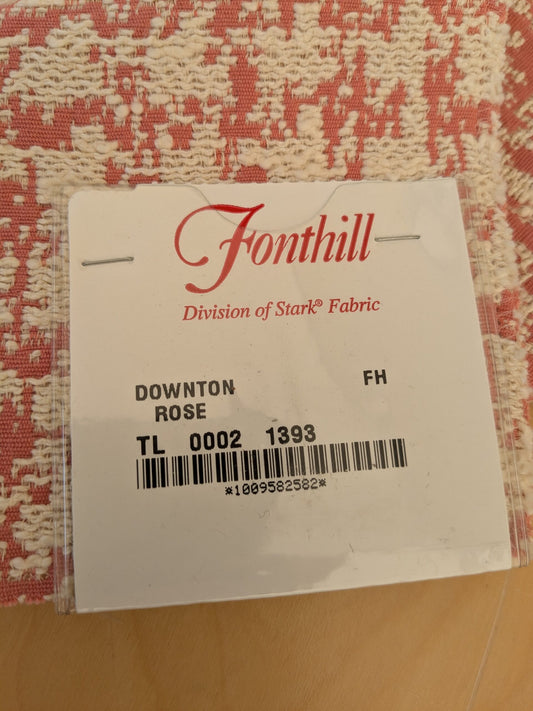 Fonthill
Division of Stark® Fabric
DOWNTON FH
ROSE
TL 0002 1393
*1009582582*